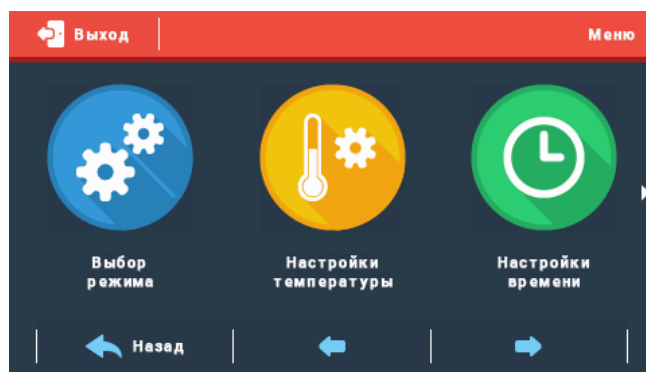 Выход
Меню
Выбор
режима
Настройки
температуры
Настройки
времени
Назад